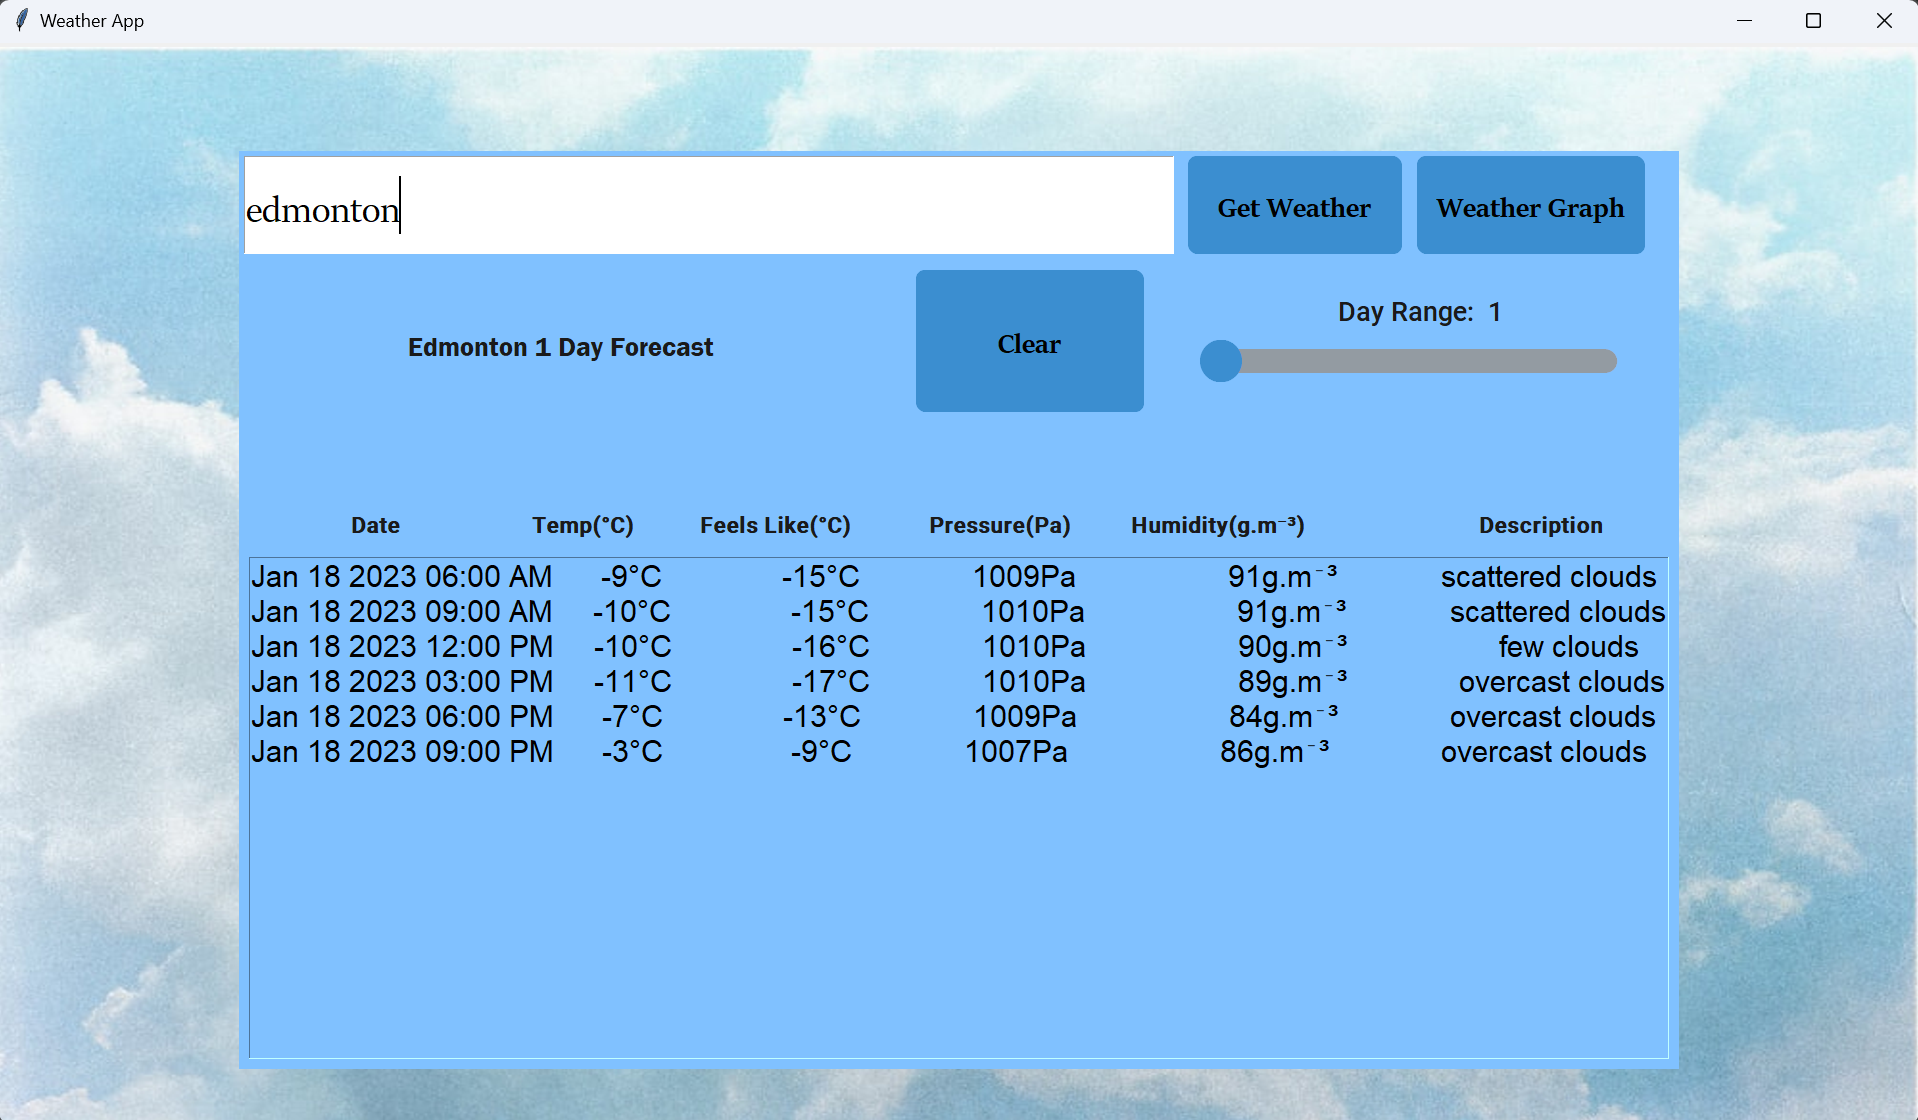 Weather App
edmonton
Get Weather
Weather Graph
Edmonton 1 Day Forecast
Clear
Day Range: 1
Date Temp(°C) Feels Like(°C) Pressure(Pa) Humidity(g.m⁻³) Description
Jan 18 2023 06:00 AM -9°C -15°C 1009Pa 91g.m⁻³ scattered clouds
Jan 18 2023 09:00 AM -10°C -15°C 1010Pa 91g.m⁻³ scattered clouds
Jan 18 2023 12:00 PM -10°C -16°C 1010Pa 90g.m⁻³ few clouds
Jan 18 2023 03:00 PM -11°C -17°C 1010Pa 89g.m⁻³ overcast clouds
Jan 18 2023 06:00 PM -7°C -13°C 1009Pa 84g.m⁻³ overcast clouds
Jan 18 2023 09:00 PM -3°C -9°C 1007Pa 86g.m⁻³ overcast clouds